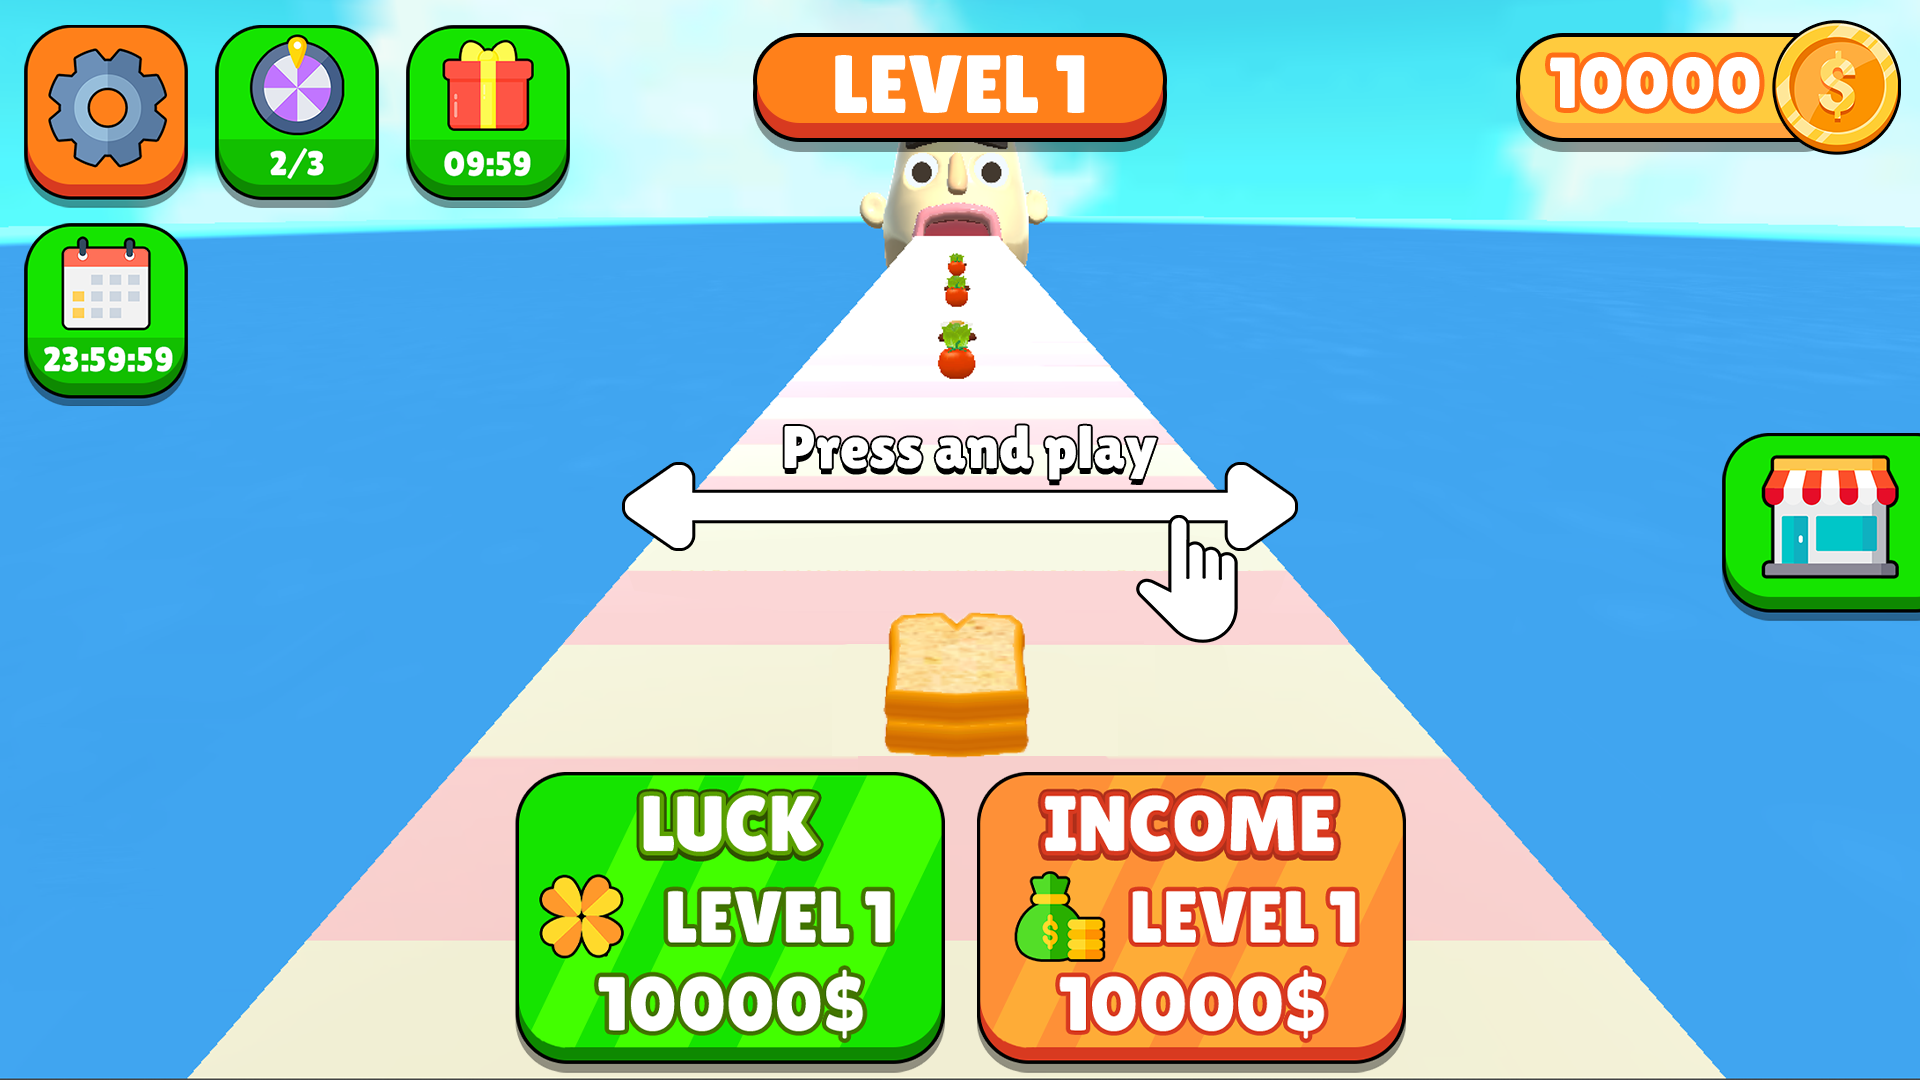 LEVEL 1
10000
$
2/3
09:59
23:59:59
Press and play
LUCK
LEVEL 1
10000$
INCOME
$
LEVEL 1
10000$